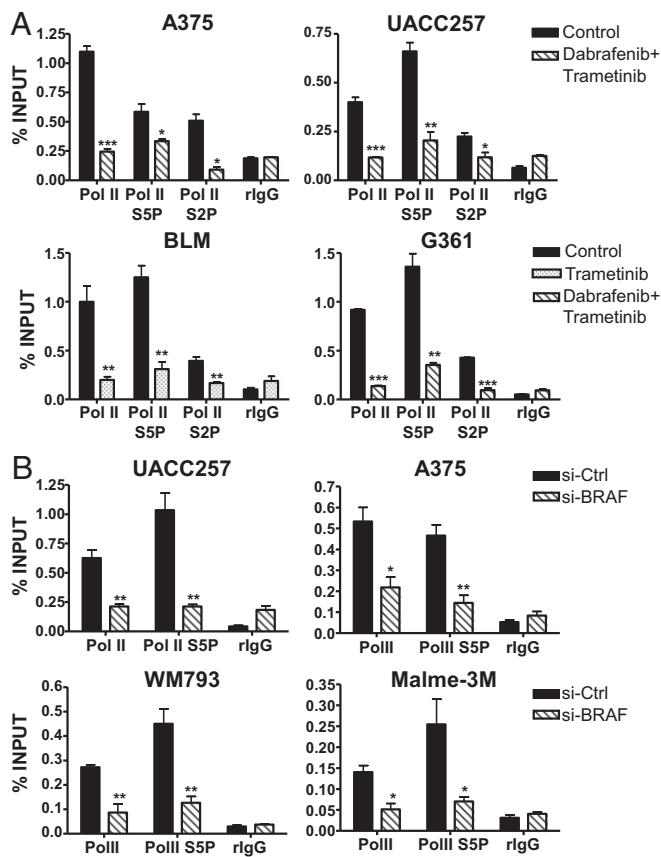 A
A375
% INPUT
1.25
1.00
0.75
0.50
0.25
0.00
***
*
*
Pol II
Pol II
S5P
Pol II
S2P
rIgG
UACC257
0.75
0.50
0.25
0.00
***
**
*
Pol II
Pol II
S5P
Pol II
S2P
rIgG
Control
Dabrafenib+
Trametinib
BLM
% INPUT
1.5
1.0
0.5
0.0
**
**
**
Pol II
Pol II
S5P
Pol II
S2P
rIgG
G361
1.5
1.0
0.5
0.0
***
**
***
Pol II
Pol II
S5P
Pol II
S2P
rIgG
Control
Trametinib
Dabrafenib+
Trametinib
B
UACC257
% INPUT
1.25
1.00
0.75
0.50
0.25
0.00
**
**
Pol II
Pol II S5P
rIgG
A375
0.7
0.6
0.5
0.4
0.3
0.2
0.1
0.0
*
**
PolII
PolII S5P
rIgG
si-Ctrl
si-BRAF
WM793
% INPUT
0.6
0.5
0.4
0.3
0.2
0.1
0.0
**
**
PolII
PolII S5P
rIgG
Malme-3M
0.35
0.30
0.25
0.20
0.15
0.10
0.05
0.00
*
*
PolII
PolII S5P
rIgG
si-Ctrl
si-BRAF